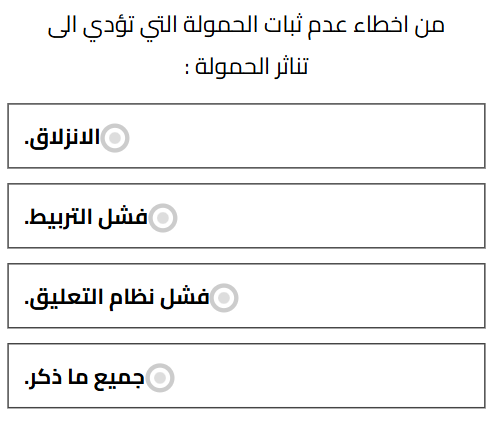 من اخطاء عدم ثبات الحمولة التي تؤدي الى
تناثر الحمولة :
الانزلاق.
فشل التربيط.
فشل نظام التعليق.
جميع ما ذكر.